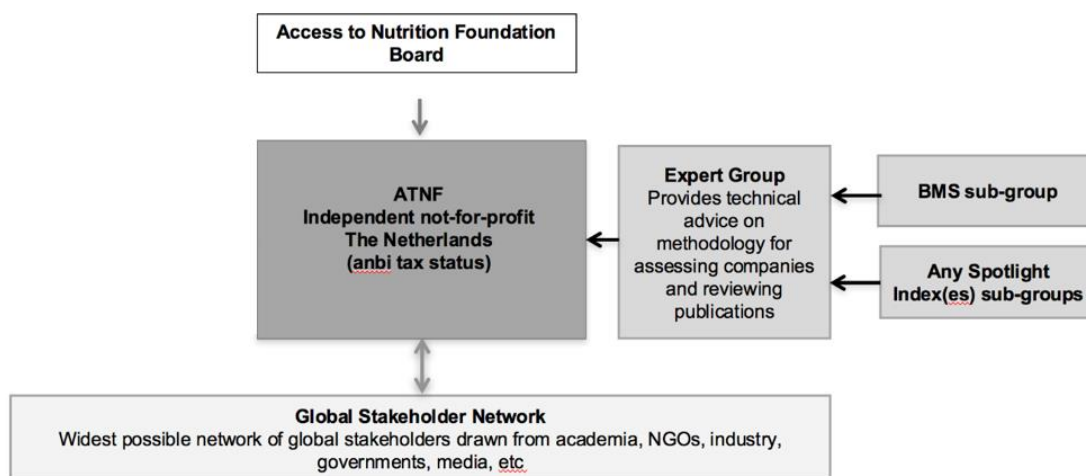 Access to Nutrition Foundation
Board
ATNF
Independent not-for-profit
The Netherlands
(anbi tax status)
Expert Group
Provides technical
advice on
methodology for
assessing companies
and reviewing
publications
BMS sub-group
Any Spotlight
Index(es) sub-groups
Global Stakeholder Network
Widest possible network of global stakeholders drawn from academia, NGOs, industry,
governments, media, etc